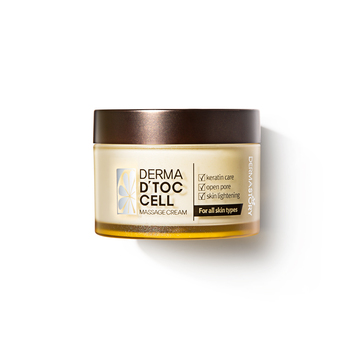 DERMA
D'TOC
CELL
MASSAGE CREAM
keratin care
open pore
skin lightening
For all skin types